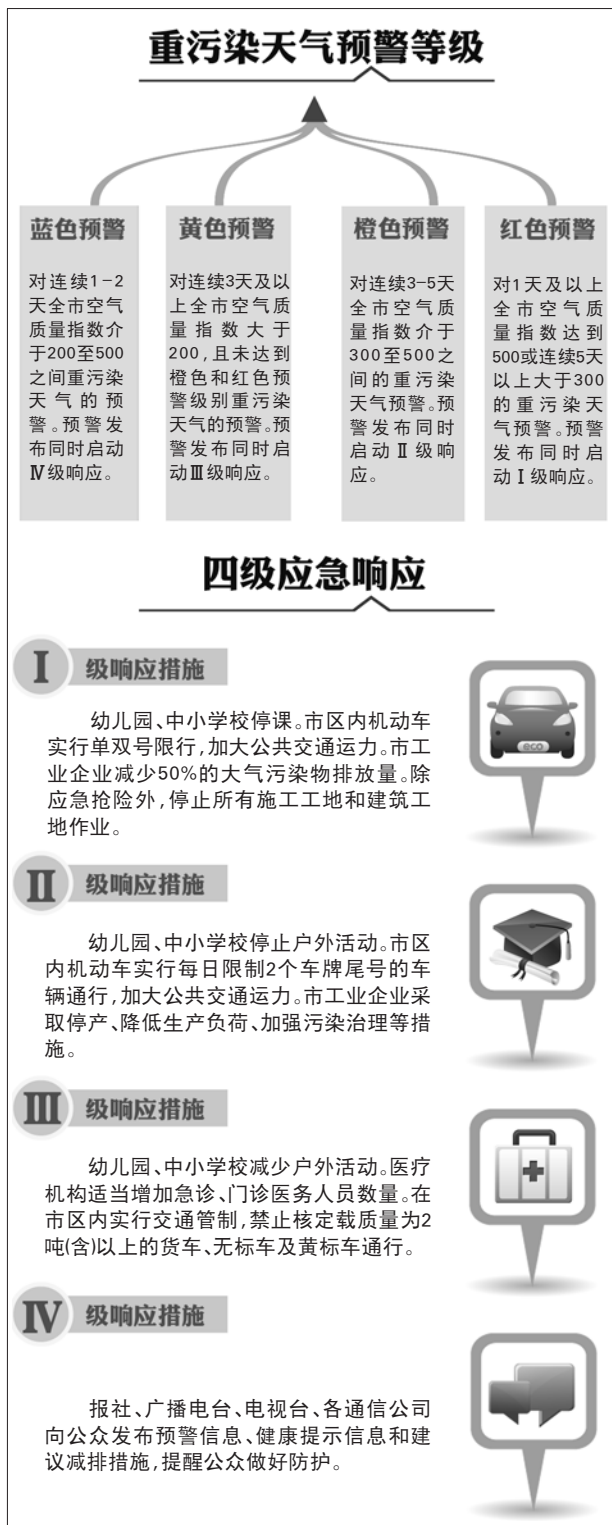 重污染天气预警等级
蓝色预警
对连续1-2
天全市空气
质量指数介
于200至500
之间重污染
天气的预
警。预警发
布同时启动
Ⅳ级响应。
黄色预警
对连续3天及以
上全市空气质
量指数大于
200,且未达到
橙色和红色预
警级别重污染
天气的预警。预
警发布同时启
动Ⅲ级响应。
橙色预警
对连续3-5天
全市空气质
量指数介于
300至500之
间的重污染
天气预警。预
警发布同时
启动Ⅱ级响
应。
红色预警
对1天及以上
全市空气质
量指数达到
500或连续5天
以上大于300
的重污染天
气预警。预警
发布同时启
动Ⅰ级响应。
四级应急响应
Ⅰ 级响应措施
幼儿园、中小学校停课。市区内机动车
实行单双号限行,加大公共交通运力。市工
业企业减少50%的大气污染物排放量。除
应急抢险外,停止所有施工工地和建筑工
地作业。
eco
Ⅱ 级响应措施
幼儿园、中小学校停止户外活动。市区
内机动车实行每日限制2个车牌尾号的车
辆通行,加大公共交通运力。市工业企业采
取停产、降低生产负荷、加强污染治理等措
施。
Ⅲ 级响应措施
幼儿园、中小学校减少户外活动。医疗
机构适当增加急诊、门诊医务人员数量。在
市区内实行交通管制,禁止核定载质量为2
吨(含)以上的货车、无标车及黄标车通行。
Ⅳ 级响应措施
报社、广播电台、电视台、各通信公司
向公众发布预警信息、健康提示信息和建
议减排措施,提醒公众做好防护。